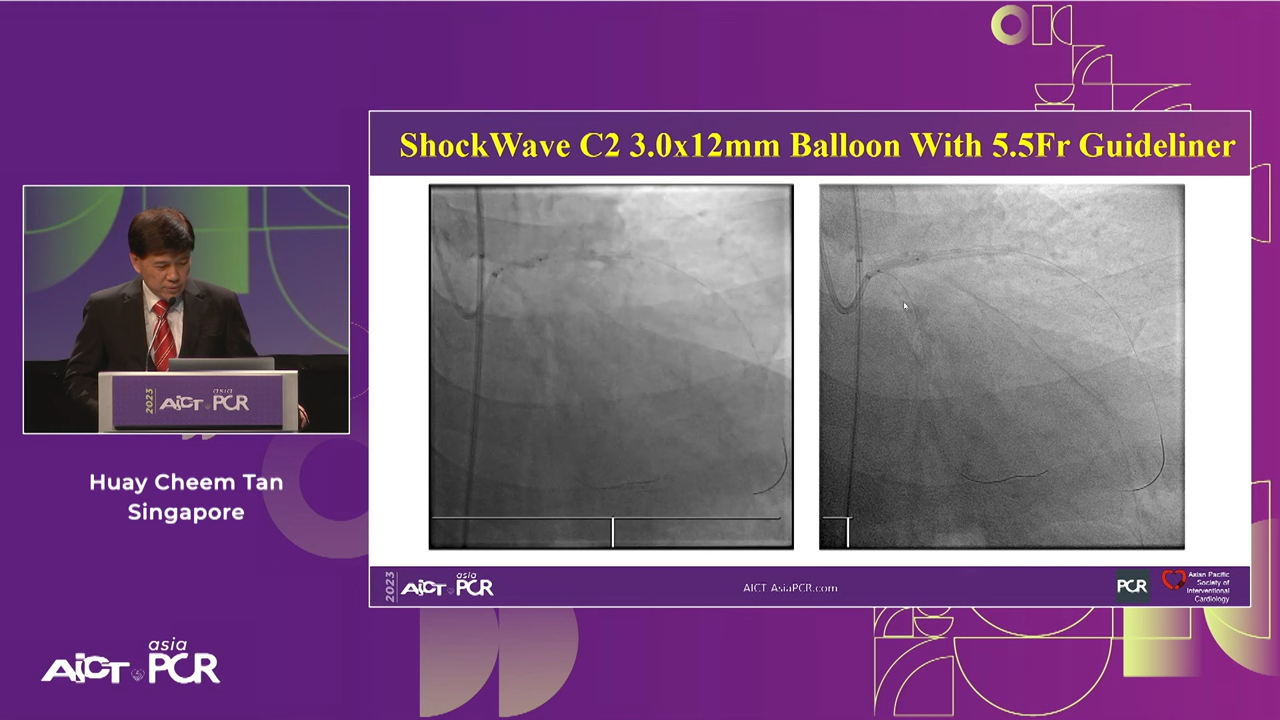 ShockWave C2 3.0x12mm Balloon With 5.5Fr Guideliner
2023
AICT
asia
PCR
Huay Cheem Tan
Singapore
2023 AICT asia PCR
AICT AsiaPCR.com
PCR
Asian Pacific
Society of
Interventional
Cardiology
asia
AICT PCR